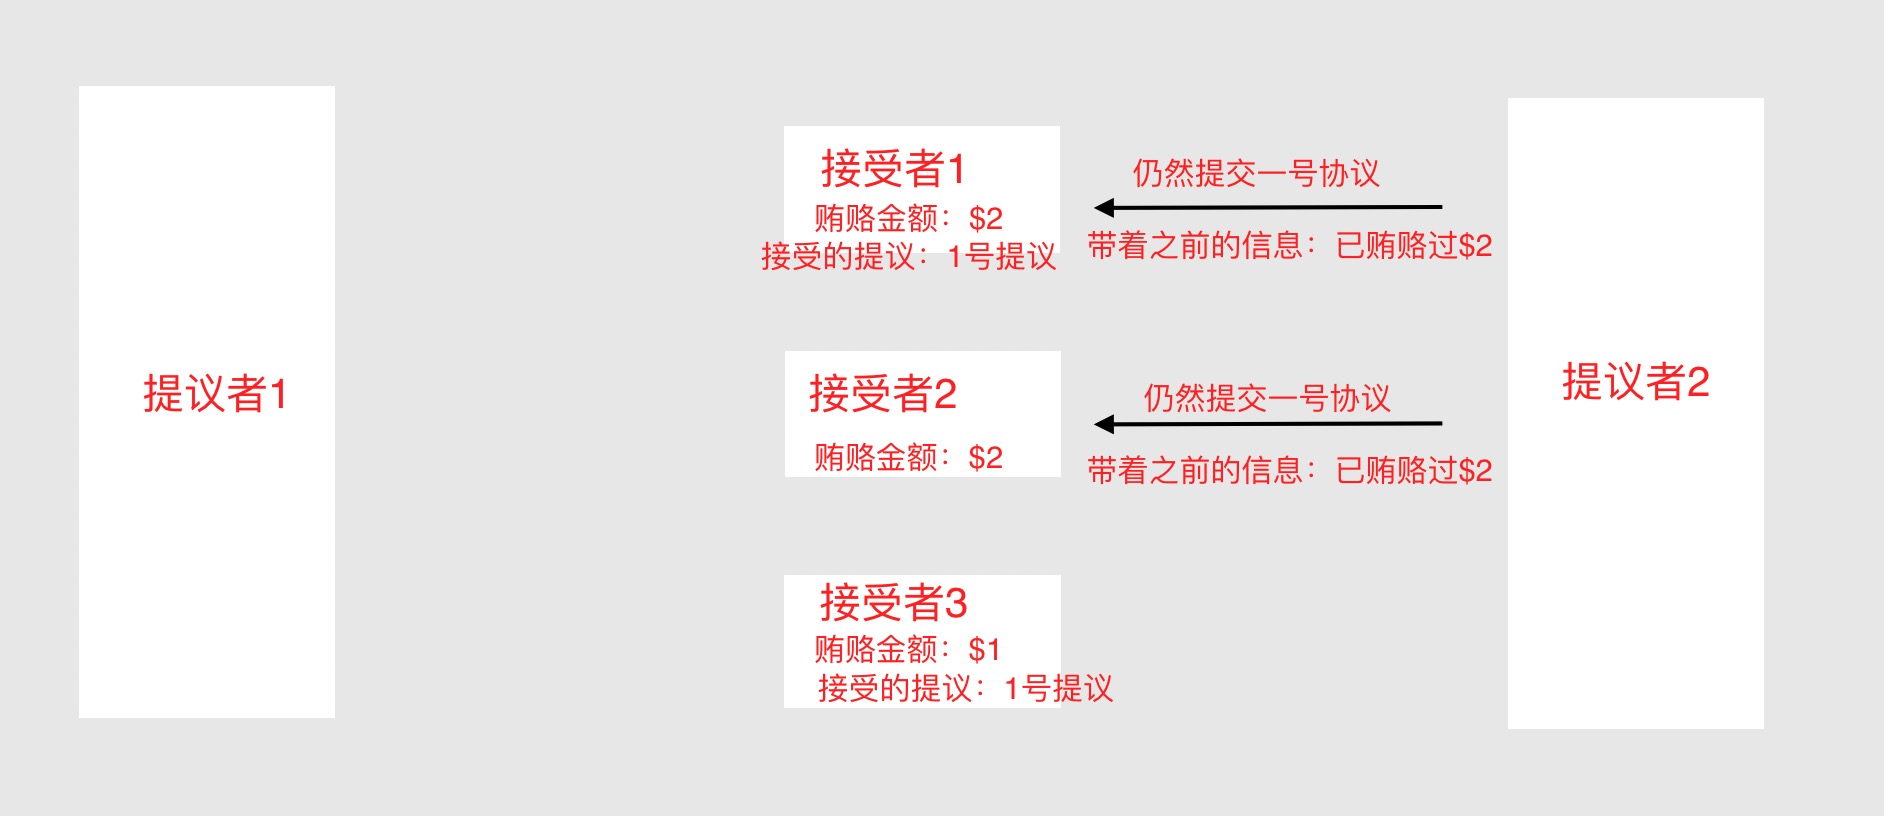 提议者1
接受者1
贿赂金额：$2
接受的提议：1号提议
仍然提交一号协议
带着之前的信息：已贿赂过$2
接受者2
贿赂金额：$2
仍然提交一号协议
带着之前的信息：已贿赂过$2
接受者3
贿赂金额：$1
接受的提议：1号提议
提议者2